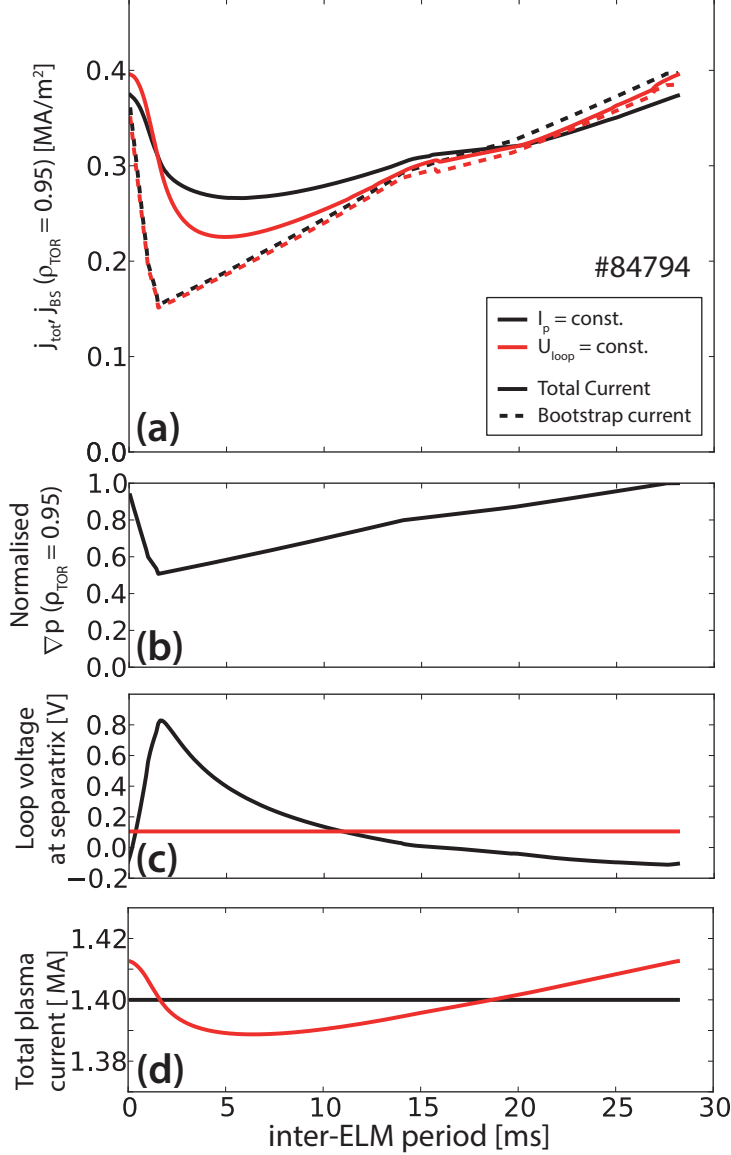 0.4
0.3
0.2
0.1
0.0
j_tot, j_BS (ρ_TOR = 0.95) [MA/m²]
#84794
I_p = const.
U_loop = const.
Total Current
Bootstrap current
(a)
1.0
0.8
0.6
0.4
0.2
0.0
Normalised
∇p (ρ_TOR = 0.95)
(b)
0.8
0.6
0.4
0.2
0.0
−0.2
Loop voltage
at separatrix [V]
(c)
1.42
1.40
1.38
Total plasma
current [ MA]
(d)
0 5 10 15 20 25 30
inter-ELM period [ms]